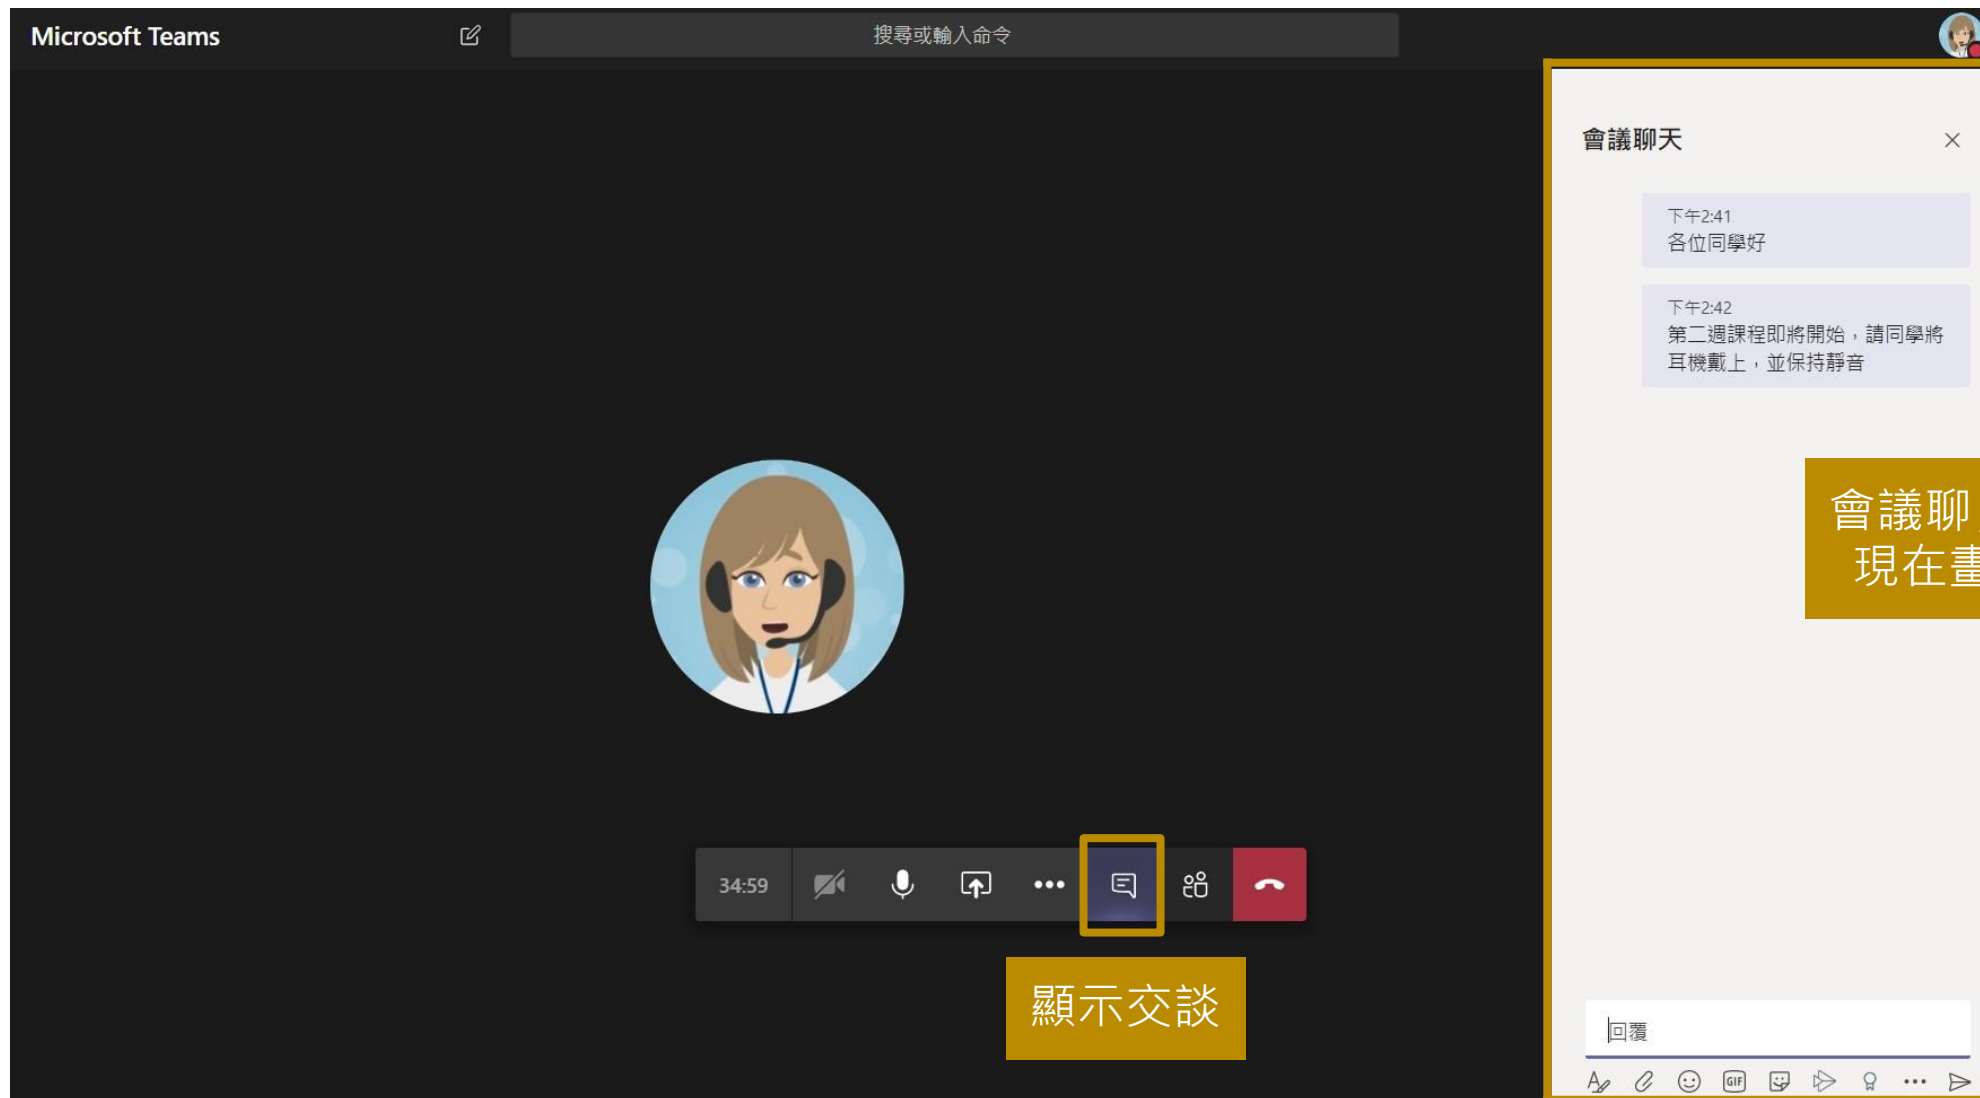 Microsoft Teams
搜尋或輸入命令
會議聊天
下午2:41
各位同學好
下午2:42
第二週課程即將開始，請同學將
耳機戴上，並保持靜音
會議聊
現在畫
34:59
顯示交談
回覆
GIF